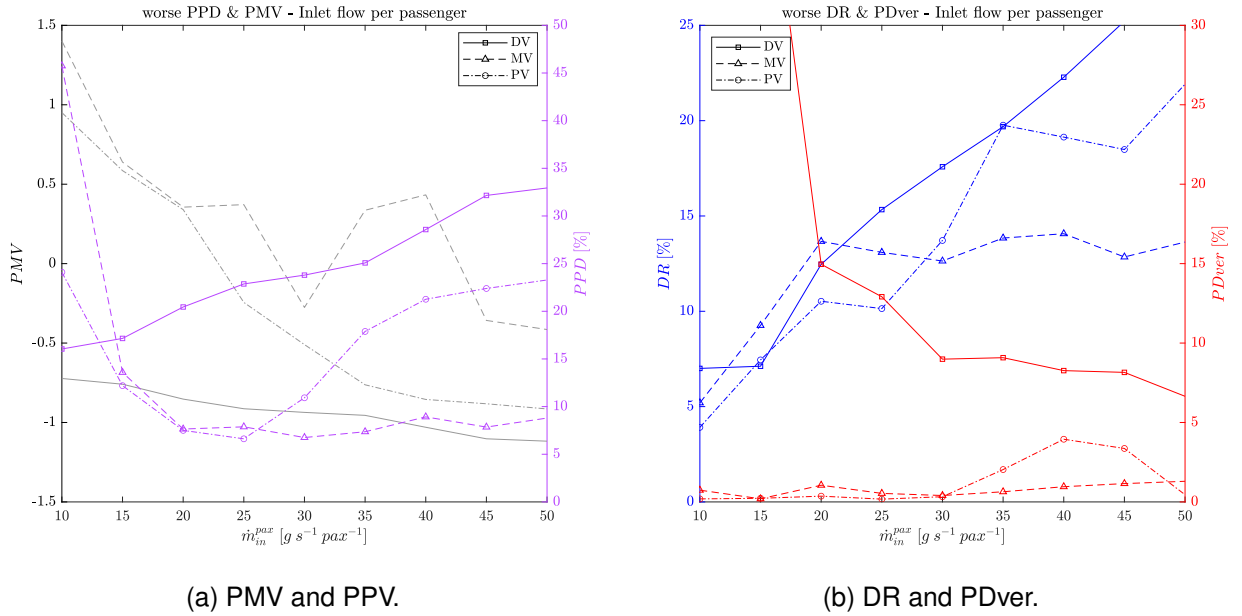 worse PPD & PMV - Inlet flow per passenger
1.5
1
0.5
0
-0.5
-1
-1.5
PMV
50
45
40
35
30
25
20
15
10
5
0
PPD [%]
DV
MV
PV
10 15 20 25 30 35 40 45 50
ṁ_in^pax [g s⁻¹ pax⁻¹]
(a) PMV and PPV.
worse DR & PDver - Inlet flow per passenger
25
20
15
10
5
0
DR [%]
30
25
20
15
10
5
0
PDver [%]
DV
MV
PV
10 15 20 25 30 35 40 45 50
ṁ_in^pax [g s⁻¹ pax⁻¹]
(b) DR and PDver.